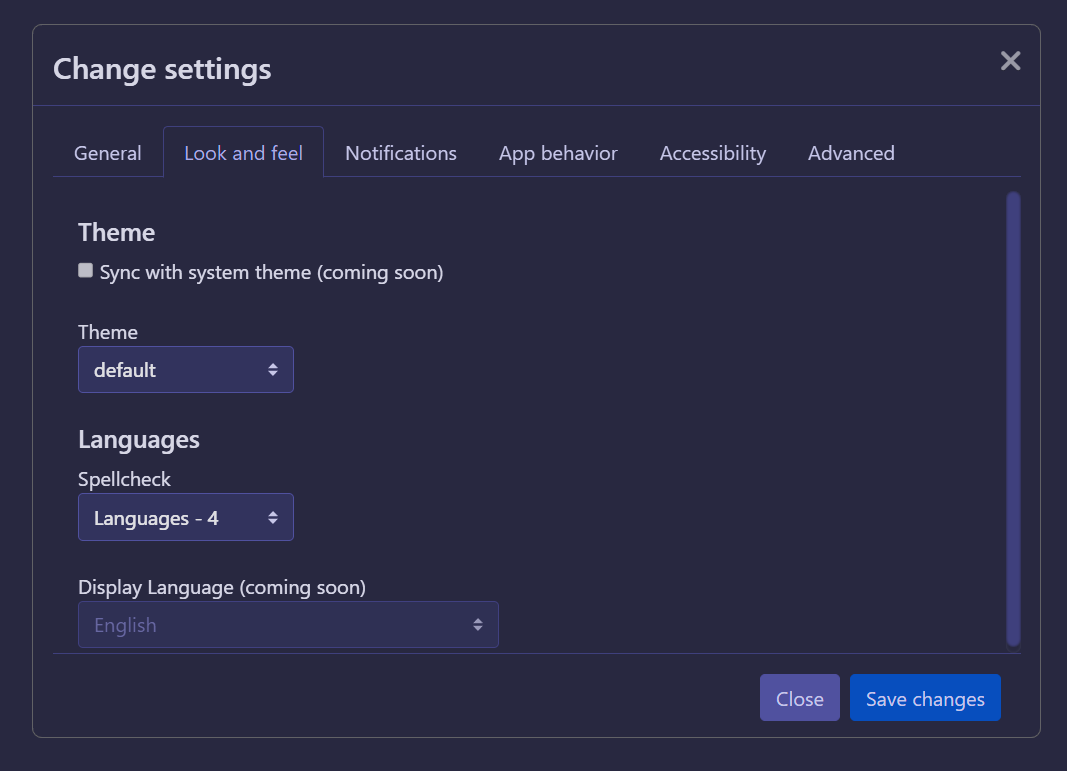 Change settings
General Look and feel Notifications App behavior Accessibility Advanced
Theme
Sync with system theme (coming soon)
Theme
default
Languages
Spellcheck
Languages - 4
Display Language (coming soon)
English
Close Save changes